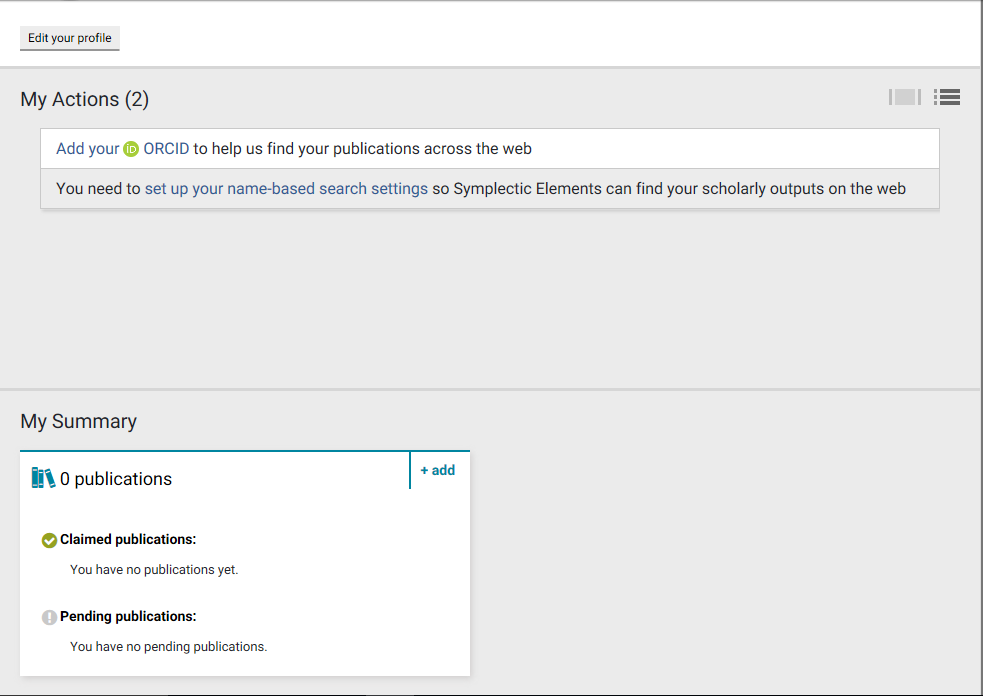 Edit your profile
My Actions (2)
Add your iD ORCID to help us find your publications across the web
You need to set up your name-based search settings so Symplectic Elements can find your scholarly outputs on the web
My Summary
0 publications
+ add
Claimed publications:
You have no publications yet.
Pending publications:
You have no pending publications.